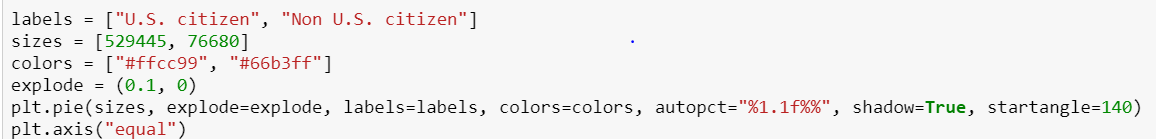 labels = ["U.S. citizen", "Non U.S. citizen"]
sizes = [529445, 76680]
colors = ["#ffcc99", "#66b3ff"]
explode = (0.1, 0)
plt.pie(sizes, explode=explode, labels=labels, colors=colors, autopct="%1.1f%%", shadow=True, startangle=140)
plt.axis("equal")